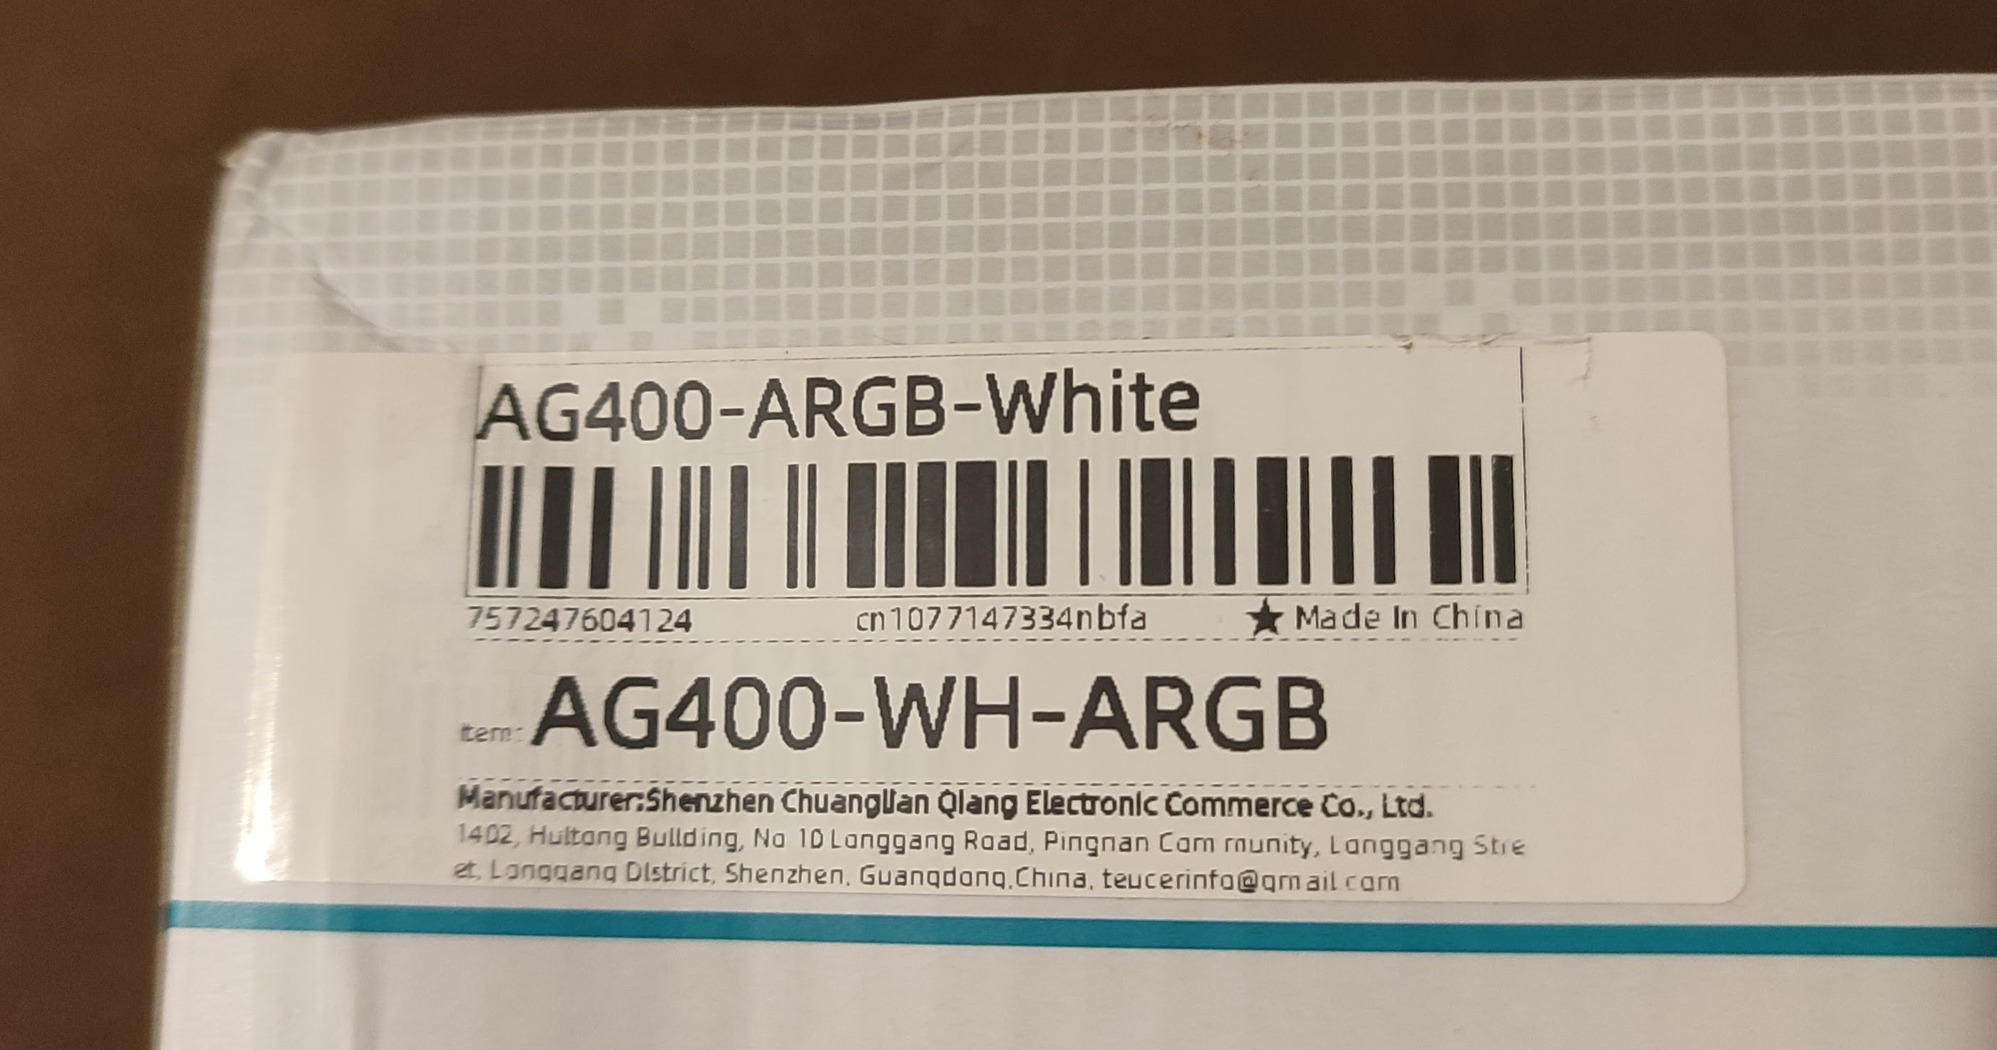 AG400-ARGB-White
757247604124 cn1077147334nbfa ★ Made In China
Item: AG400-WH-ARGB
Manufacturer:Shenzhen Chuanglian Qiang Electronic Commerce Co., Ltd.
1402, Huitong Building, No 10 Longgang Road, Pingnan Community, Longgang Stre
et, Longgang District, Shenzhen, Guangdong,China, teucerinfo@gmail.com